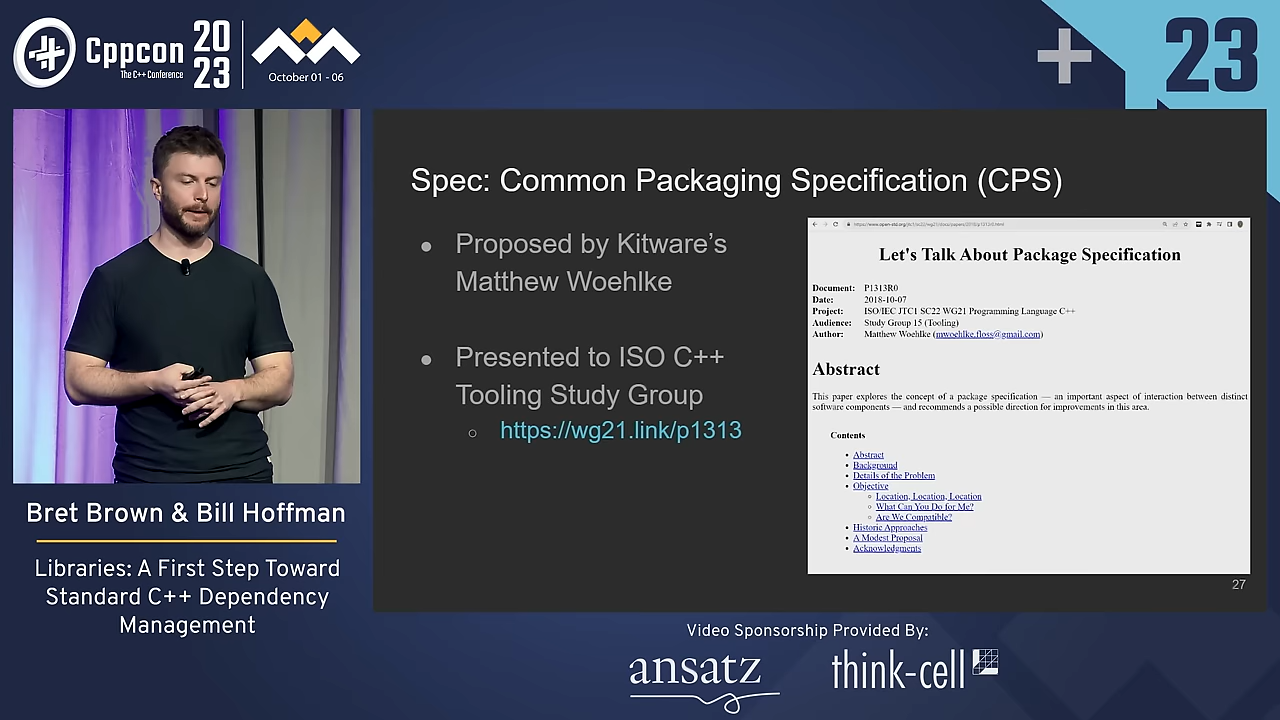 Cppcon
The C++ Conference
20
23
October 01 - 06
23
Spec: Common Packaging Specification (CPS)
● Proposed by Kitware’s
Matthew Woehlke
● Presented to ISO C++
Tooling Study Group
○ https://wg21.link/p1313
Let's Talk About Package Specification
Document: P1313R0
Date: 2018-10-07
Project: ISO/IEC JTC1 SC22 WG21 Programming Language C++
Audience: Study Group 15 (Tooling)
Author: Matthew Woehlke (mwoehlke.floss@gmail.com)
Abstract
This paper explores the concept of a package specification — an important aspect of interaction between distinct
software components — and recommends a possible direction for improvements in this area.
Contents
• Abstract
• Background
• Details of the Problem
• Objective
○ Location, Location, Location
○ What Can You Do for Me?
○ Are We Compatible?
• Historic Approaches
• A Modest Proposal
• Acknowledgments
27
Bret Brown & Bill Hoffman
Libraries: A First Step Toward
Standard C++ Dependency
Management
Video Sponsorship Provided By:
ansatz
think-cell